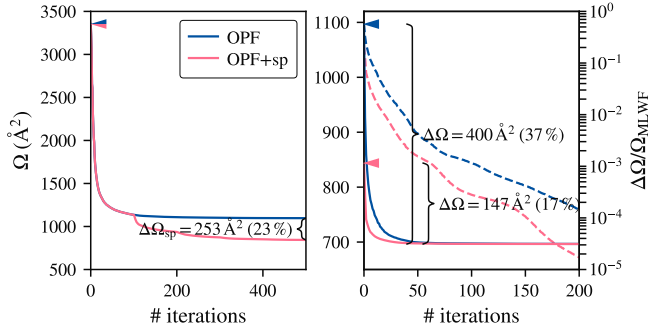 3500
3000
2500
2000
1500
1000
500
Ω (Å²)
0
200
400
# iterations
OPF
OPF+sp
ΔΩsp = 253 Å² (23 %)
1100
1000
900
800
700
0
50
100
150
200
# iterations
ΔΩ = 400 Å² (37 %)
ΔΩ = 147 Å² (17 %)
10⁰
10⁻¹
10⁻²
10⁻³
10⁻⁴
10⁻⁵
ΔΩ/ΩMLWF